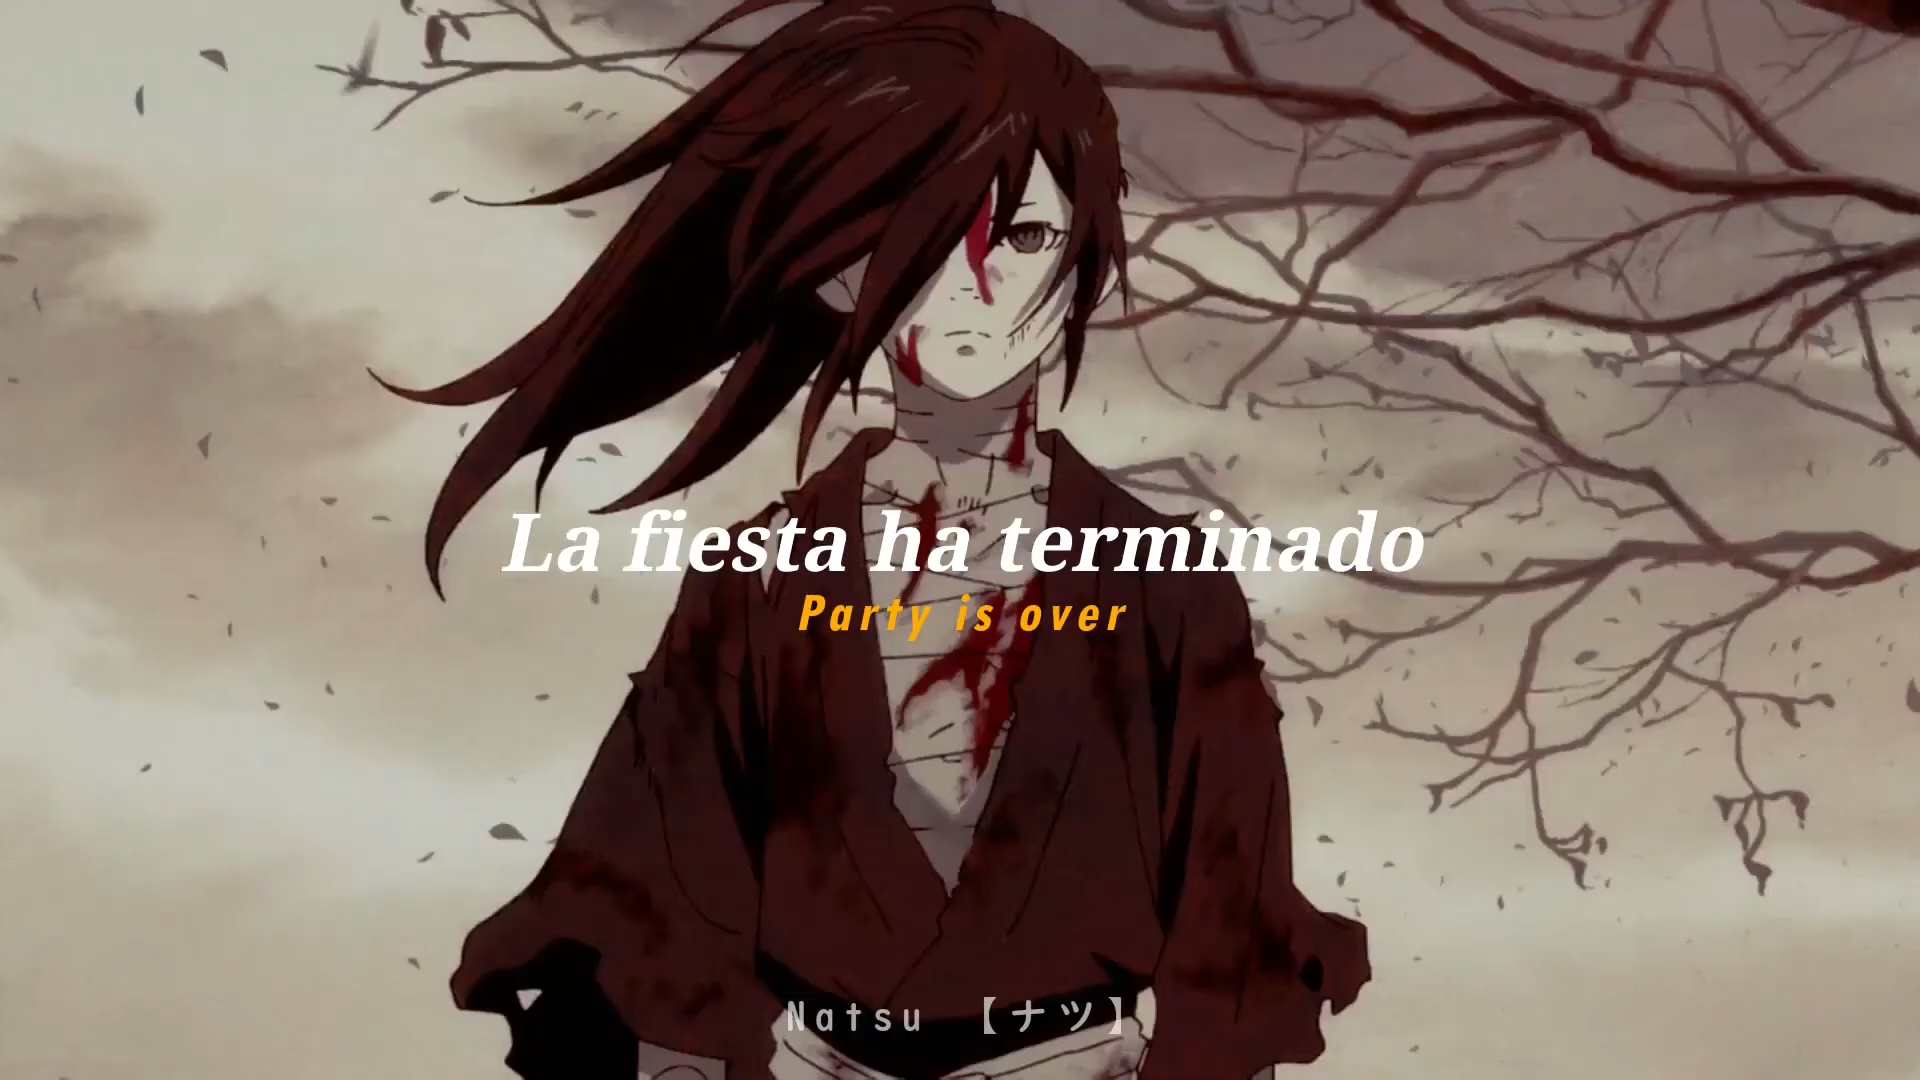 La fiesta ha terminado
Party is over
Natsu 【ナツ】